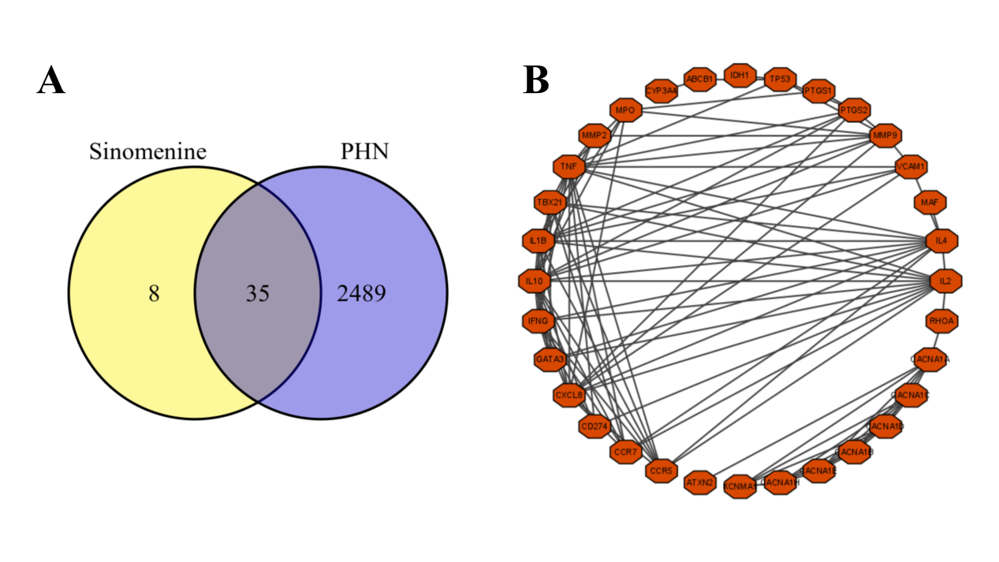 A
B
Sinomenine
PHN
8
35
2489
IDH1
ABCB1
TP53
CYP3A4
PTGS1
MPO
PTGS2
MMP2
MMP9
TNF
VCAM1
TBX21
MAF
IL1B
IL4
IL10
IL2
IFNG
RHOA
GATA3
CACNA1A
CXCL8
CACNA1C
CD274
CACNA1D
CCR7
CACNA1B
CCR5
CACNA1E
ATXN2
KCNMA1
CACNA1H